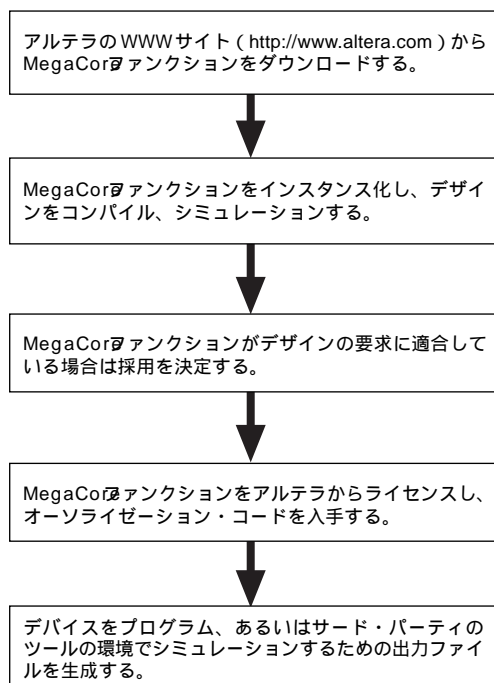 アルテラのWWWサイト（http://www.altera.com）から
MegaCoreファンクションをダウンロードする。
MegaCoreファンクションをインスタンス化し、デザイ
ンをコンパイル、シミュレーションする。
MegaCoreファンクションがデザインの要求に適合して
いる場合は採用を決定する。
MegaCoreファンクションをアルテラからライセンスし、
オーソライゼーション・コードを入手する。
デバイスをプログラム、あるいはサード・パーティの
ツールの環境でシミュレーションするための出力ファイ
ルを生成する。